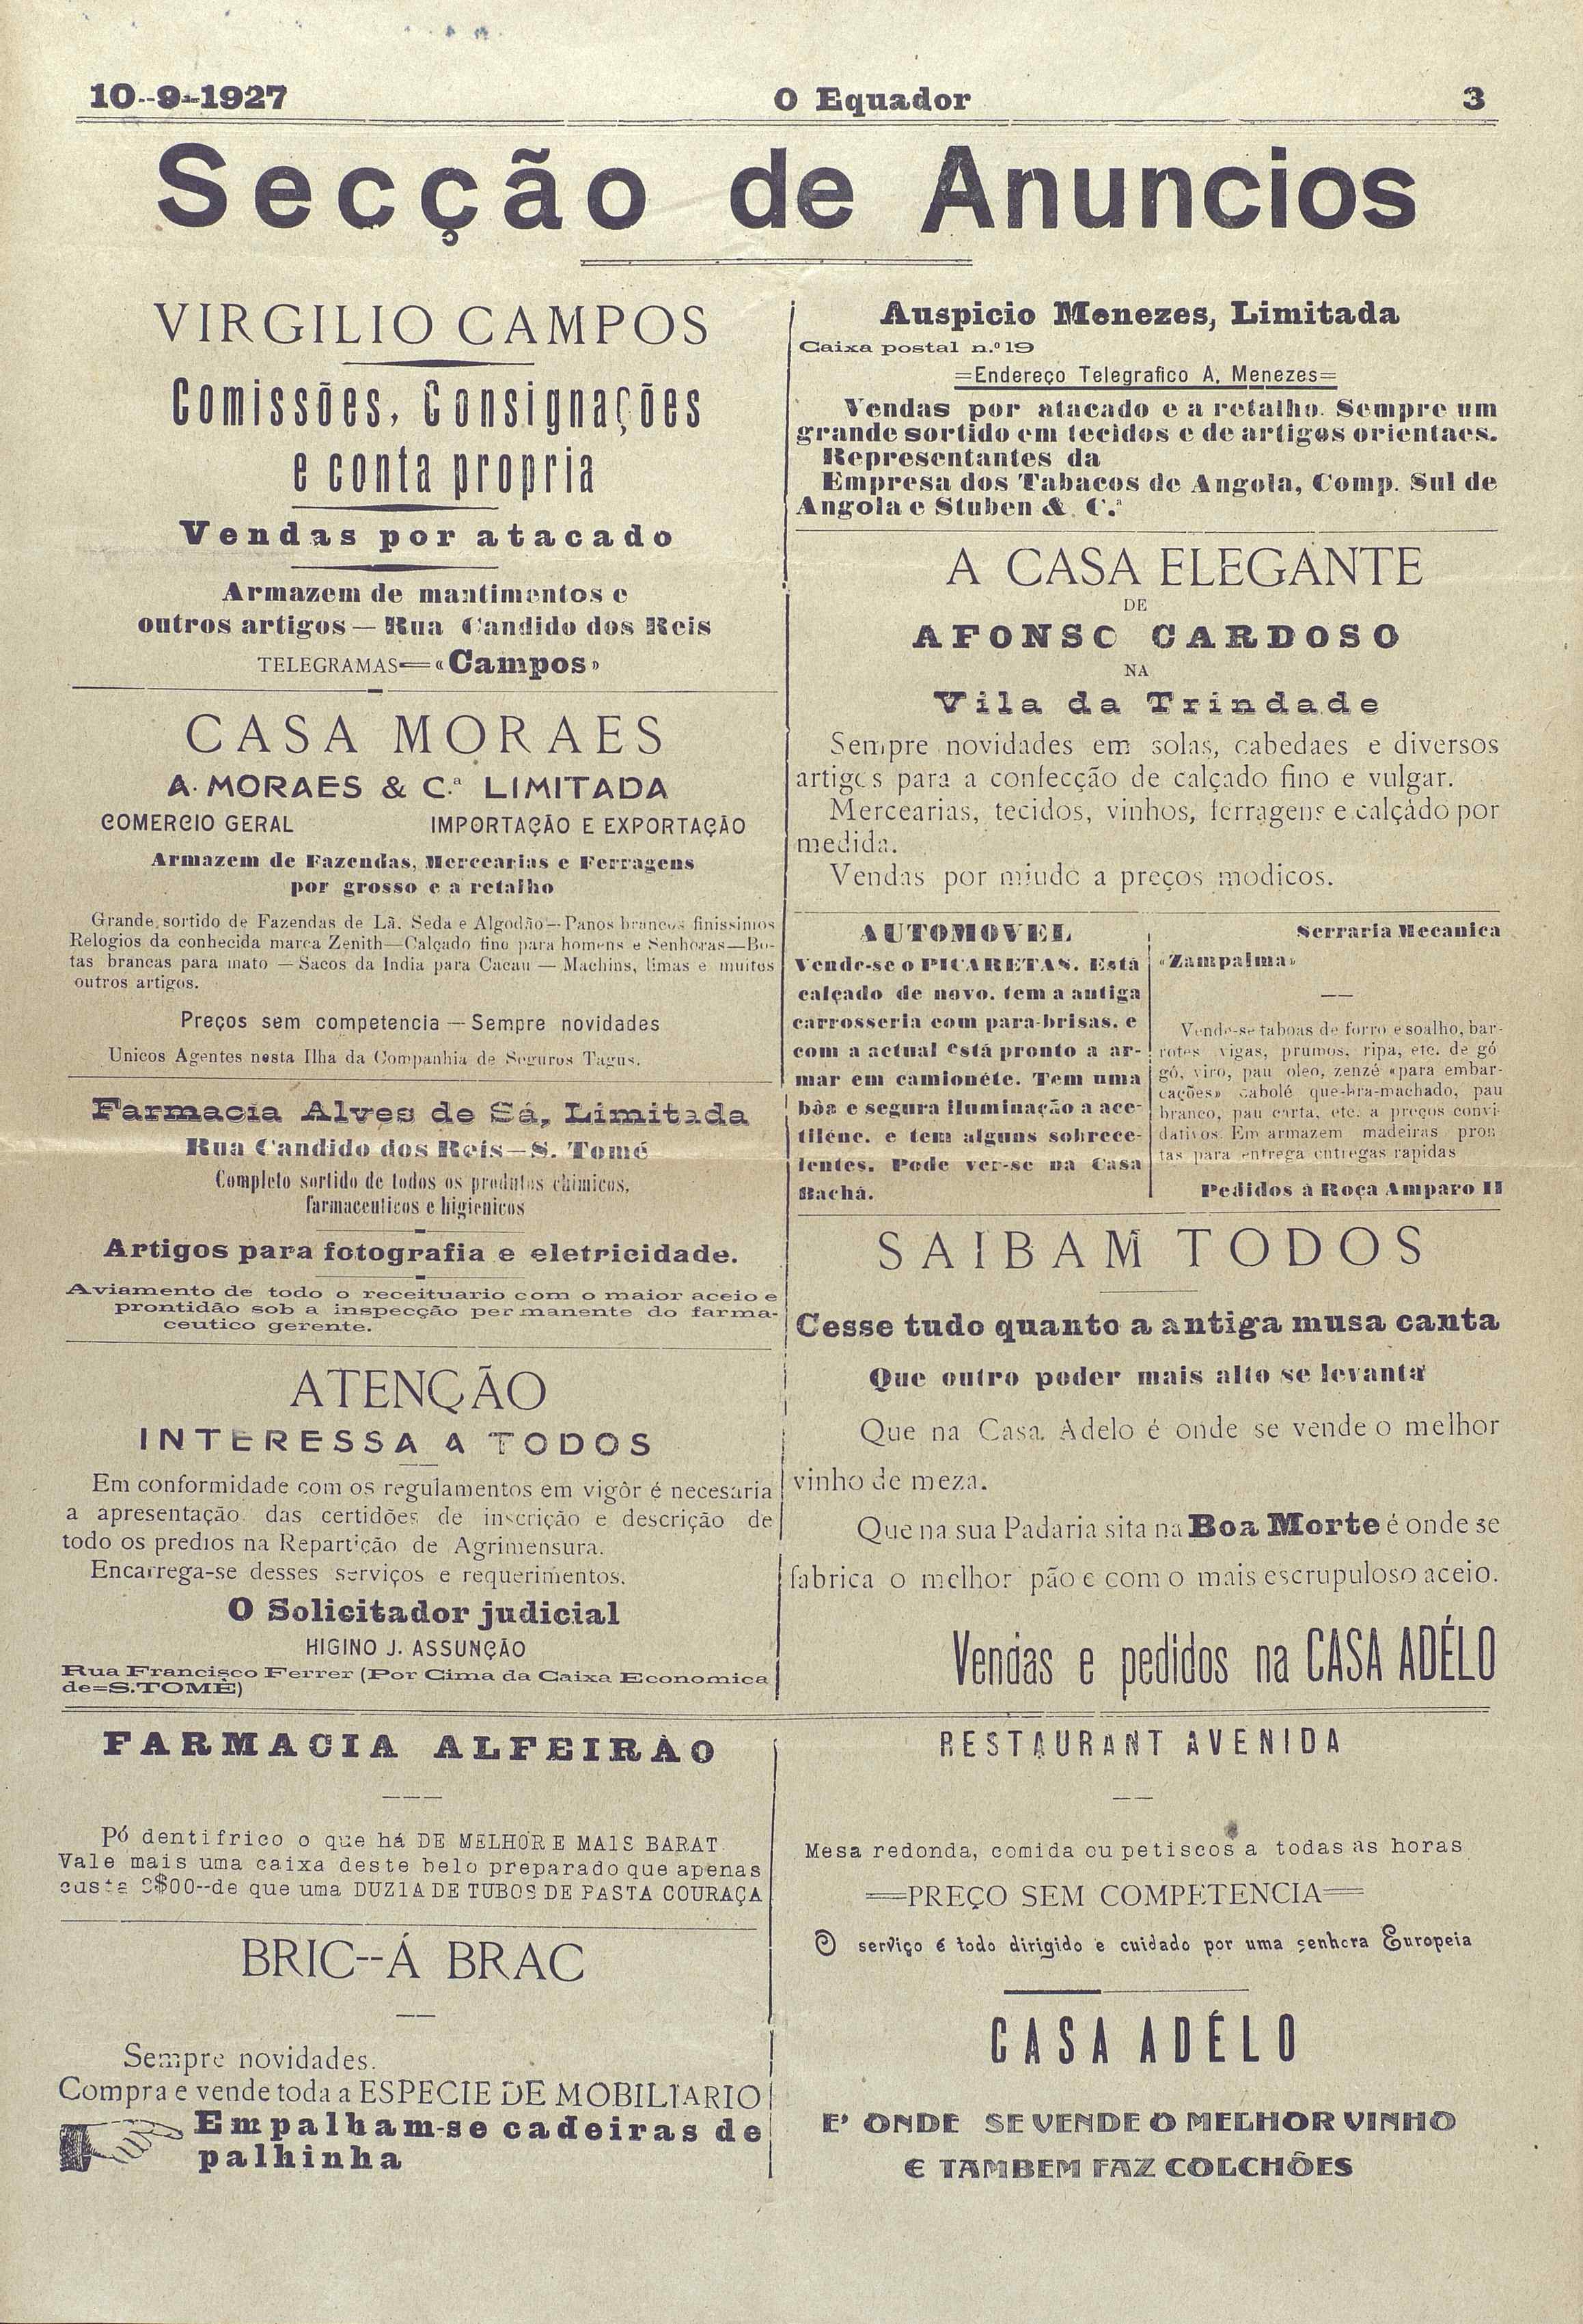 10--9--1927
O Equador
3
Secção de Anuncios
VIRGILIO CAMPOS
Comissões, Consignações
e conta propria
Vendas por atacado
Armazem de mantimentos e
outros artigos — Rua Candido dos Reis
TELEGRAMAS=«Campos»
CASA MORAES
A. MORAES & C.ª LIMITADA
COMERCIO GERAL IMPORTAÇÃO E EXPORTAÇÃO
Armazem de Fazendas, Mercearias e Ferragens
por grosso e a retalho
Grande sortido de Fazendas de Lã. Seda e Algodão—Panos brancos finissimos
Relogios da conhecida marca Zenith—Calçado fino para homens e Senhoras—Bo-
tas brancas para mato — Sacos da India para Cacau — Machins, limas e muitos
outros artigos.
Preços sem competencia — Sempre novidades
Unicos Agentes nesta Ilha da Companhia de Seguros Tagus.
Farmacia Alves de Sá, Limitada
Rua Candido dos Reis—S. Tomé
Completo sortido de todos os produtos chimicos,
farmaceuticos e higienicos
Artigos para fotografia e eletricidade.
Aviamento de todo o receituario com o maior aceio e
prontidão sob a inspecção permanente do farma-
ceutico gerente.
ATENÇÃO
INTERESSA A TODOS
Em conformidade com os regulamentos em vigôr é necesaria
a apresentação das certidões de inscrição e descrição de
todo os predios na Repartição de Agrimensura.
Encarrega-se desses serviços e requerimentos.
O Solicitador judicial
HIGINO J. ASSUNÇÃO
Rua Francisco Ferrer (Por Cima da Caixa Economica
de=S.TOMÉ)
Auspicio Menezes, Limitada
Caixa postal n.º 19
=Endereço Telegrafico A. Menezes=
Vendas por atacado e a retalho. Sempre um
grande sortido em tecidos e de artigos orientaes.
Representantes da
Empresa dos Tabacos de Angola, Comp. Sul de
Angola e Stuben & C.ª
A CASA ELEGANTE
DE
AFONSO CARDOSO
NA
Vila da Trindade
Sempre novidades em solas, cabedaes e diversos
artigos para a confecção de calçado fino e vulgar.
Mercearias, tecidos, vinhos, ferragens e calçádo por
medida.
Vendas por miudo a preços modicos.
AUTOMOVEL
Vende-se o PICARETAS. Está
calçado de novo. tem a antiga
carrosseria com para-brisas. e
com a actual está pronto a ar-
mar em camionéte. Tem uma
bôa e segura iluminação a ace-
tiléne. e tem alguns sobrece-
lentes. Pode ver-se na Casa
Bachá.
Serraria Mecanica
«Zampalma»
Vende-se taboas de forro e soalho, bar-
rotes vigas, prumos, ripa, etc. de gó
gó, viro, pau oleo, zenzé «para embar-
cações» cabolé que-bra-machado, pau
branco, pau carta, etc. a preços convi-
dativos. Em armazem madeiras pron
tas para entrega entregas rapidas
Pedidos á Roça Amparo II
SAIBAM TODOS
Cesse tudo quanto a antiga musa canta
Que outro poder mais alto se levanta
Que na Casa Adelo é onde se vende o melhor
vinho de meza.
Que na sua Padaria sita na Boa Morte é onde se
fabrica o melhor pão e com o mais escrupuloso aceio.
Vendas e pedidos na CASA ADÉLO
FARMACIA ALFEIRÃO
Pó dentifrico o que há DE MELHOR E MAIS BARAT
Vale mais uma caixa deste belo preparado que apenas
custa $00--de que uma DUZIA DE TUBOS DE PASTA COURAÇA
BRIC--Á BRAC
Sempre novidades.
Compra e vende toda a ESPECIE DE MOBILIARIO
Empalham-se cadeiras de
palhinha
RESTAURANT AVENIDA
Mesa redonda, comida ou petiscos a todas as horas
=PREÇO SEM COMPETENCIA=
O serviço é todo dirigido e cuidado por uma senhora Europeia
CASA ADÉLO
E' ONDE SE VENDE O MELHOR VINHO
E TAMBEM FAZ COLCHÕES